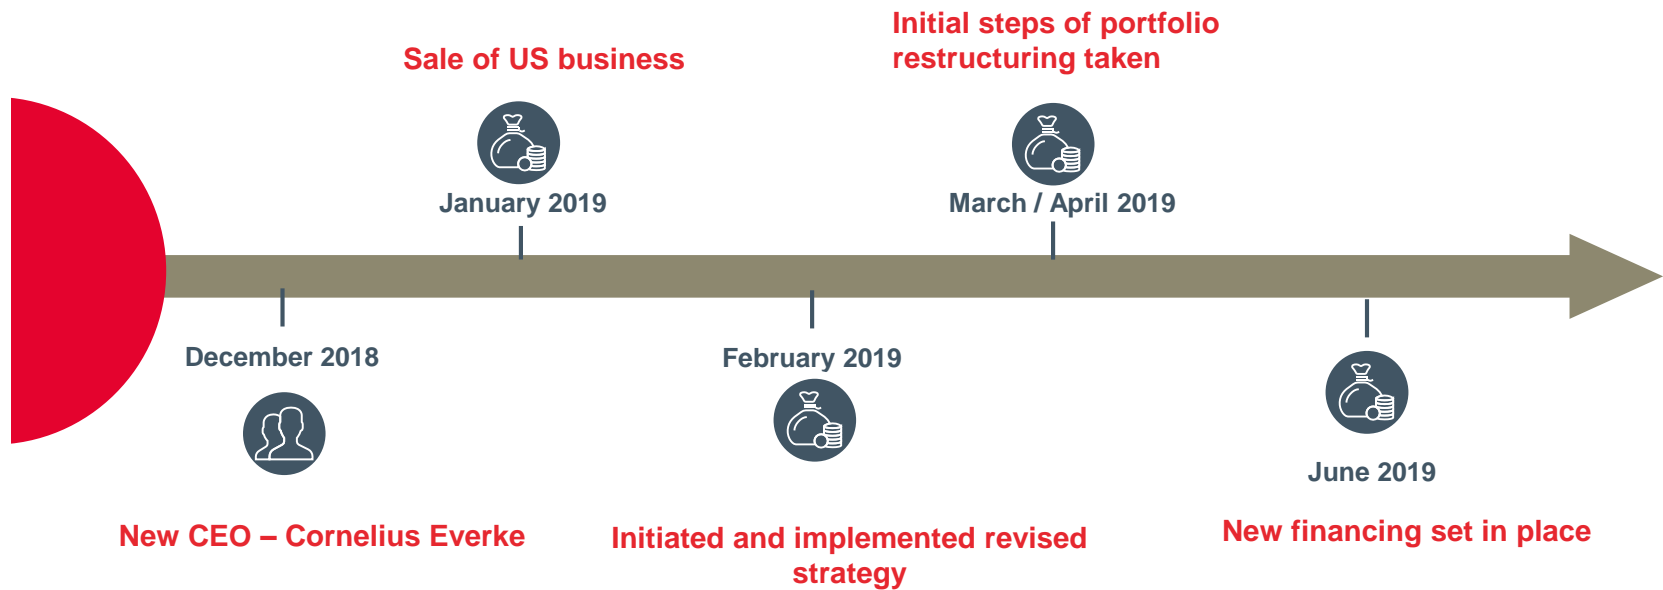 Initial steps of portfolio
restructuring taken
Sale of US business
January 2019
March / April 2019
December 2018
February 2019
June 2019
New CEO – Cornelius Everke
Initiated and implemented revised
strategy
New financing set in place